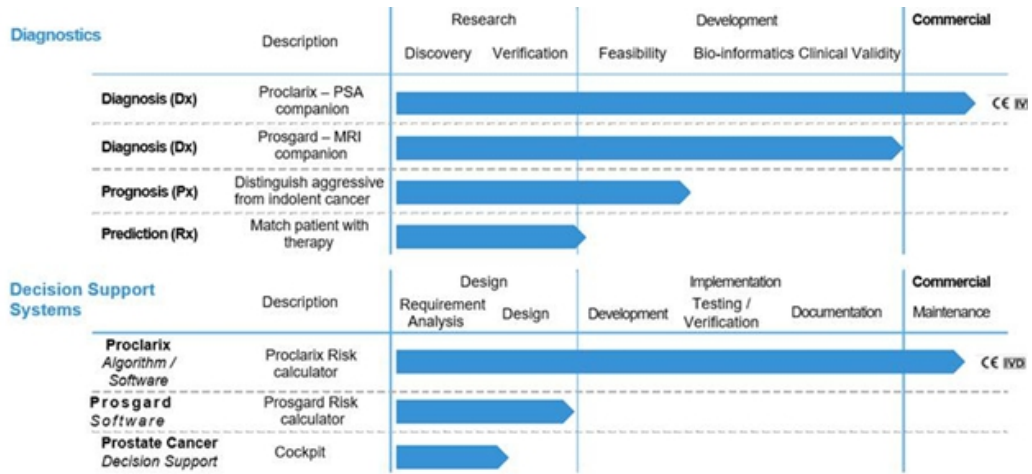 Diagnostics
Description
Research
Development
Commercial
Discovery
Verification
Feasibility
Bio-informatics
Clinical Validity
Diagnosis (Dx)
Proclarix – PSA
companion
CE
Diagnosis (Dx)
Prosgard – MRI
companion
Prognosis (Px)
Distinguish aggressive
from indolent cancer
Prediction (Rx)
Match patient with
therapy
Decision Support
Systems
Description
Design
Implementation
Commercial
Requirement
Analysis
Design
Development
Testing /
Verification
Documentation
Maintenance
Proclarix
Algorithm /
Software
Proclarix Risk
calculator
CE IVD
Prosgard
Software
Prosgard Risk
calculator
Prostate Cancer
Decision Support
Cockpit